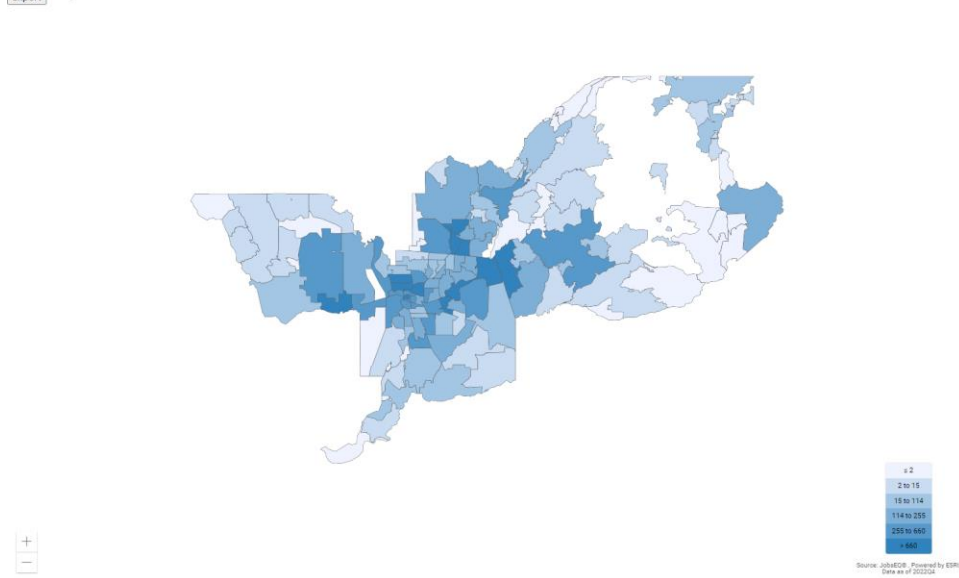 ≤ 2
2 to 15
15 to 114
114 to 255
255 to 660
> 660
Source: JobsEQ®, Powered by ESRI
Data as of 2022Q4